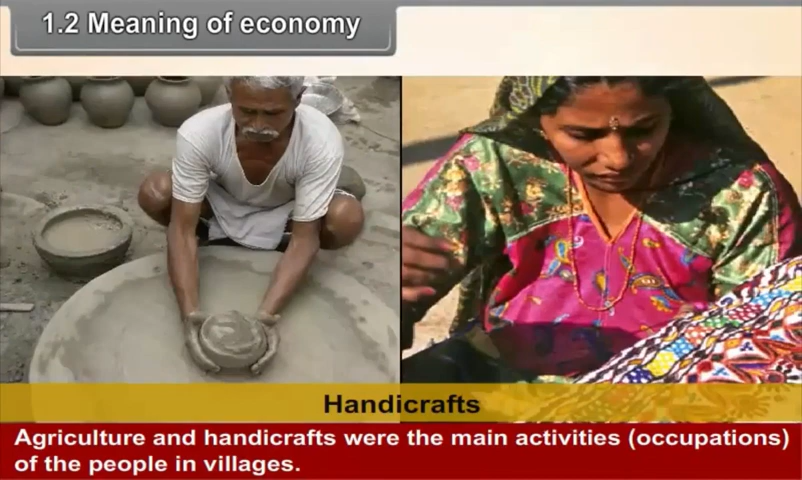 1.2 Meaning of economy
Handicrafts
Agriculture and handicrafts were the main activities (occupations)
of the people in villages.